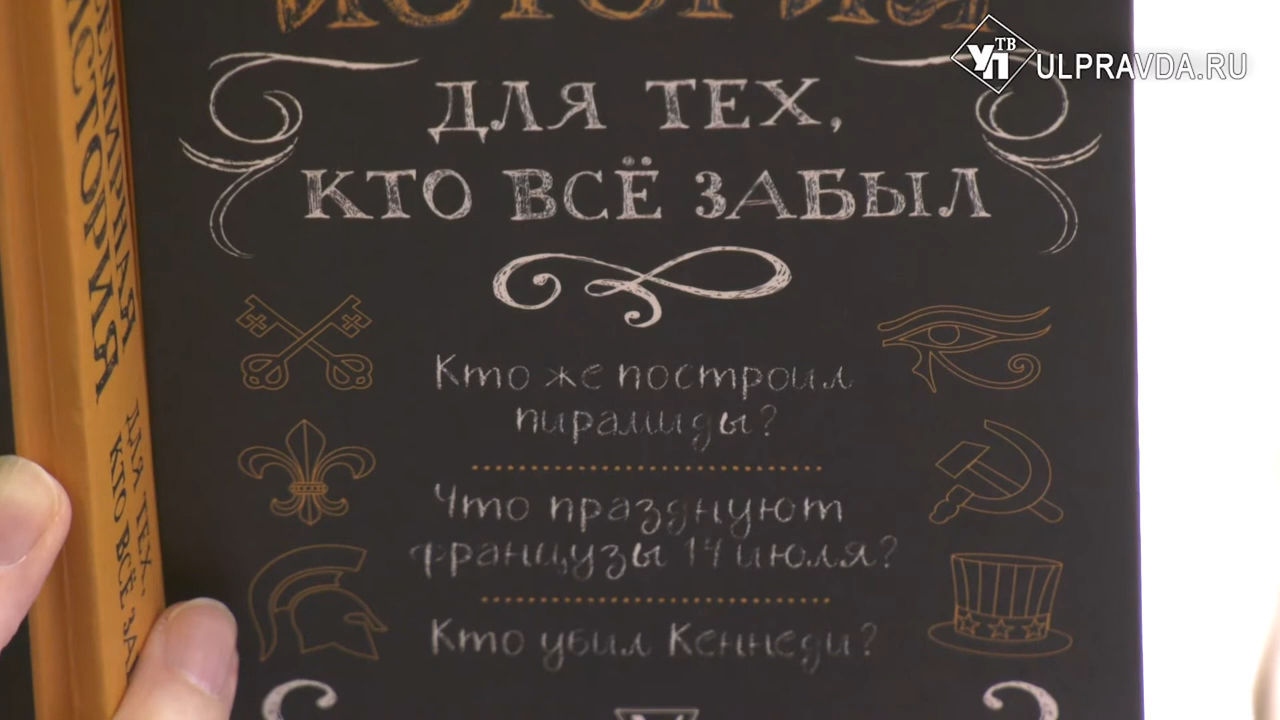 ИСТОРИЯ
ДЛЯ ТЕХ,
КТО ВСЁ ЗАБЫЛ
Кто же построил
пирамиды?
Что празднуют
французы 14 июля?
Кто убил Кеннеди?
ИСТОРИЯ
ДЛЯ ТЕХ,
КТО ВСЁ ЗА
УП ТВ
ULPRAVDA.RU